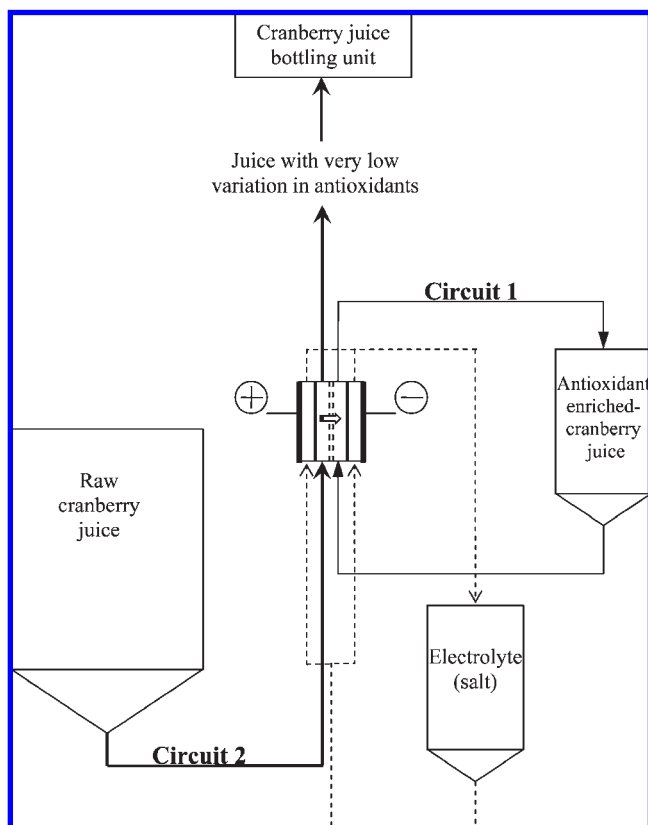 Cranberry juice
bottling unit
Juice with very low
variation in antioxidants
Circuit 1
+
−
Antioxidant
enriched-
cranberry
juice
Raw
cranberry
juice
Electrolyte
(salt)
Circuit 2